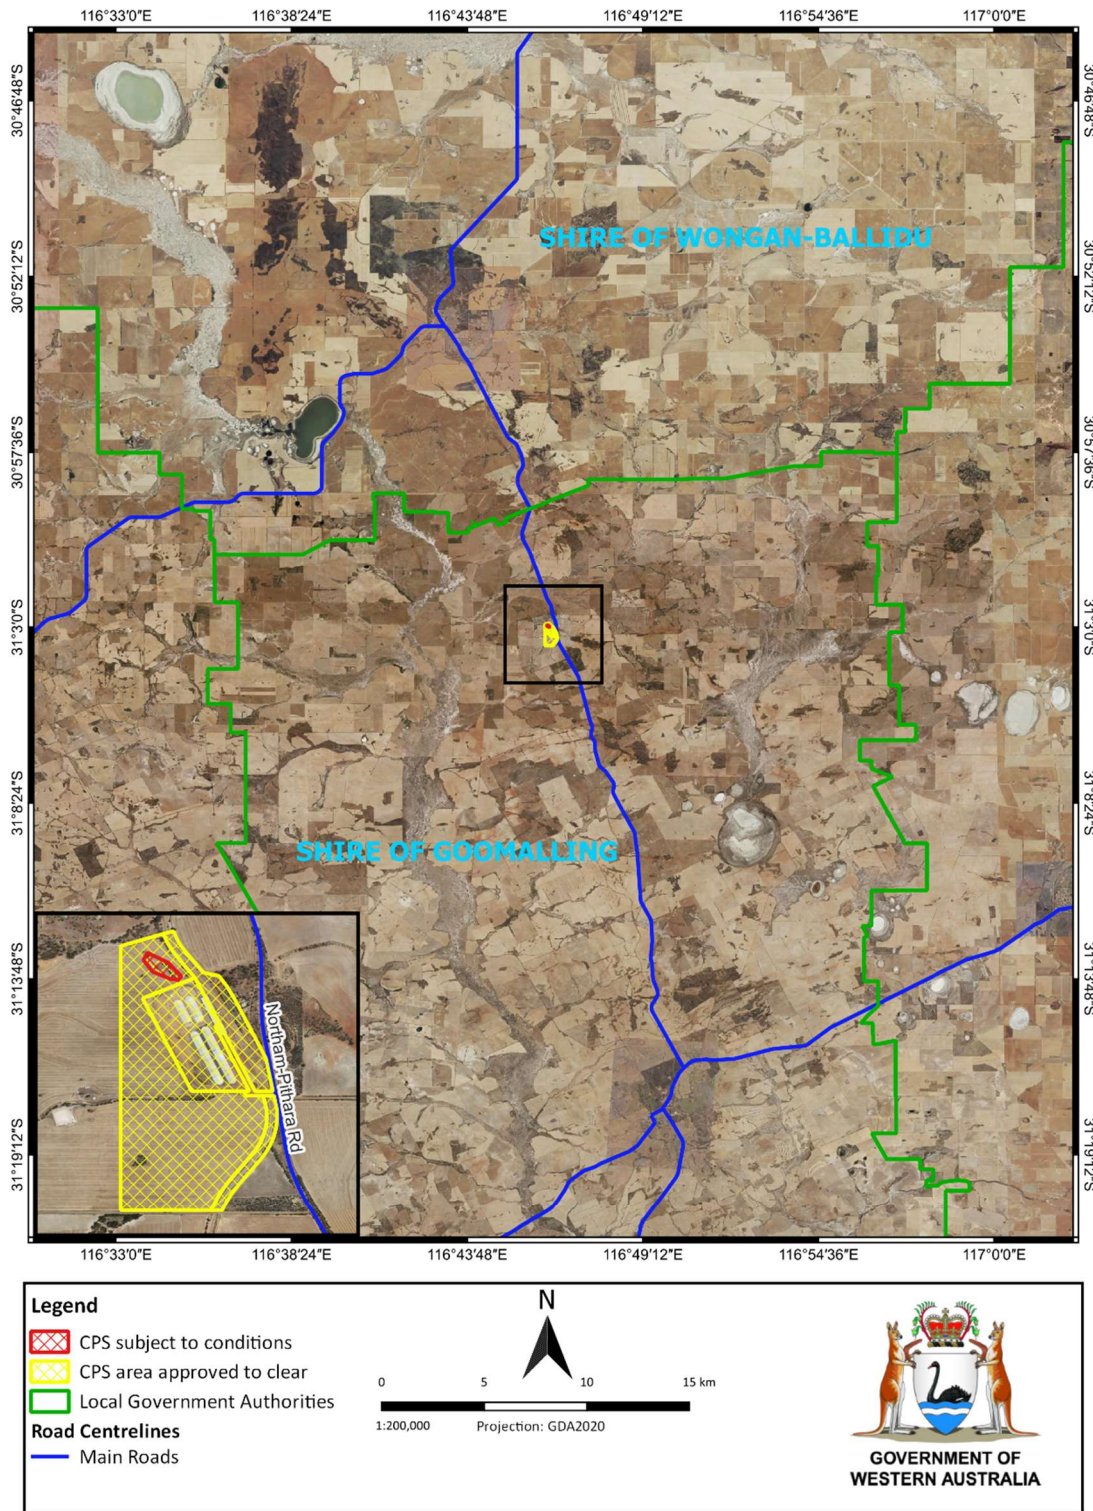 116°33'0"E 116°38'24"E 116°43'48"E 116°49'12"E 116°54'36"E 117°0'0"E
30°46'48"S 30°46'48"S
SHIRE OF WONGAN-BALLIDU
30°52'12"S 30°52'12"S
30°57'36"S 30°57'36"S
31°3'0"S 31°3'0"S
31°8'24"S 31°8'24"S
SHIRE OF GOOMALLING
31°13'48"S 31°13'48"S
Northam-Pithara Rd
31°19'12"S 31°19'12"S
116°33'0"E 116°38'24"E 116°43'48"E 116°49'12"E 116°54'36"E 117°0'0"E
Legend
CPS subject to conditions
CPS area approved to clear
Local Government Authorities
Road Centrelines
Main Roads
N
0 5 10 15 km
1:200,000 Projection: GDA2020
GOVERNMENT OF
WESTERN AUSTRALIA